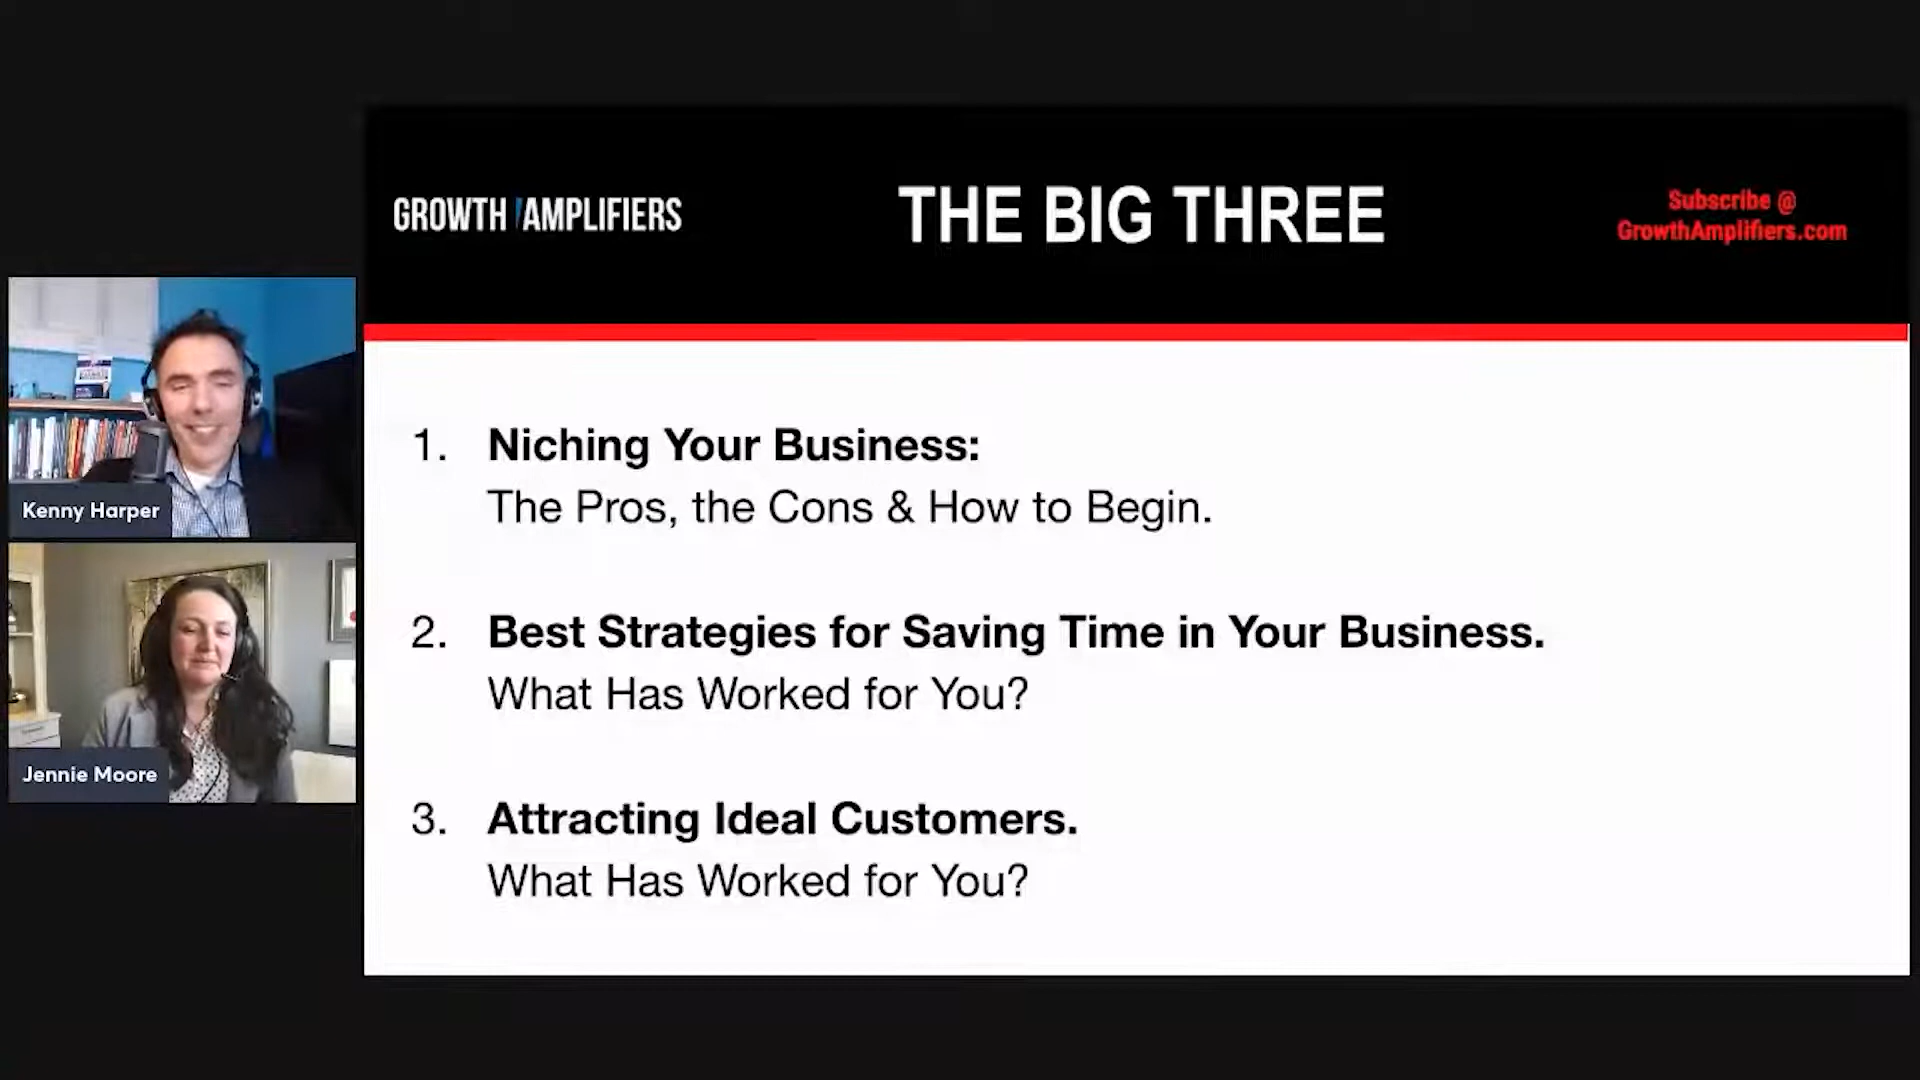 GROWTH AMPLIFIERS
THE BIG THREE
Subscribe @
GrowthAmplifiers.com
Kenny Harper
Jennie Moore
1. Niching Your Business:
The Pros, the Cons & How to Begin.
2. Best Strategies for Saving Time in Your Business.
What Has Worked for You?
3. Attracting Ideal Customers.
What Has Worked for You?